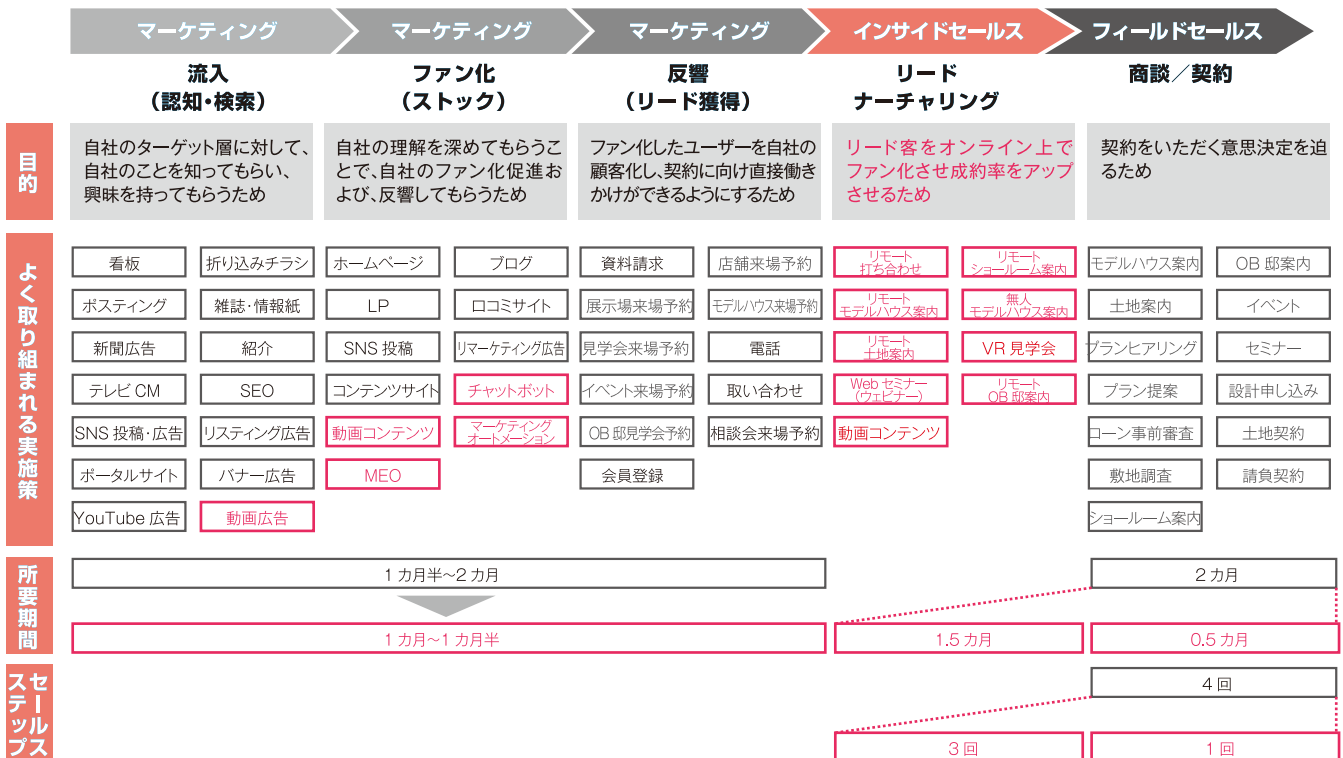 マーケティング
マーケティング
マーケティング
インサイドセールス
フィールドセールス
流入
（認知・検索）
ファン化
（ストック）
反響
（リード獲得）
リード
ナーチャリング
商談／契約
目的
自社のターゲット層に対して、
自社のことを知ってもらい、
興味を持ってもらうため
自社の理解を深めてもらうこ
とで、自社のファン化促進お
よび、反響してもらうため
ファン化したユーザーを自社の
顧客化し、契約に向け直接働き
かけができるようにするため
リード客をオンライン上で
ファン化させ成約率をアップ
させるため
契約をいただく意思決定を迫
るため
よく取り組まれる実施策
看板
折り込みチラシ
ポスティング
雑誌・情報紙
新聞広告
紹介
テレビ CM
SEO
SNS 投稿・広告
リスティング広告
ポータルサイト
バナー広告
YouTube 広告
動画広告
ホームページ
ブログ
LP
口コミサイト
SNS 投稿
リマーケティング広告
コンテンツサイト
チャットボット
動画コンテンツ
マーケティング
オートメーション
MEO
資料請求
店舗来場予約
展示場来場予約
モデルハウス来場予約
見学会来場予約
電話
イベント来場予約
取い合わせ
OB 邸見学会予約
相談会来場予約
会員登録
リモート
打ち合わせ
リモート
ショールーム案内
リモート
モデルハウス案内
無人
モデルハウス案内
リモート
土地案内
VR 見学会
Web セミナー
（ウェビナー）
リモート
OB 邸案内
動画コンテンツ
モデルハウス案内
OB 邸案内
土地案内
イベント
プランヒアリング
セミナー
プラン提案
設計申し込み
ローン事前審査
土地契約
敷地調査
請負契約
ショールーム案内
所要期間
1 カ月半～2 カ月
2 カ月
1 カ月～1 カ月半
1.5 カ月
0.5 カ月
セールス
ステップ
4 回
3 回
1 回